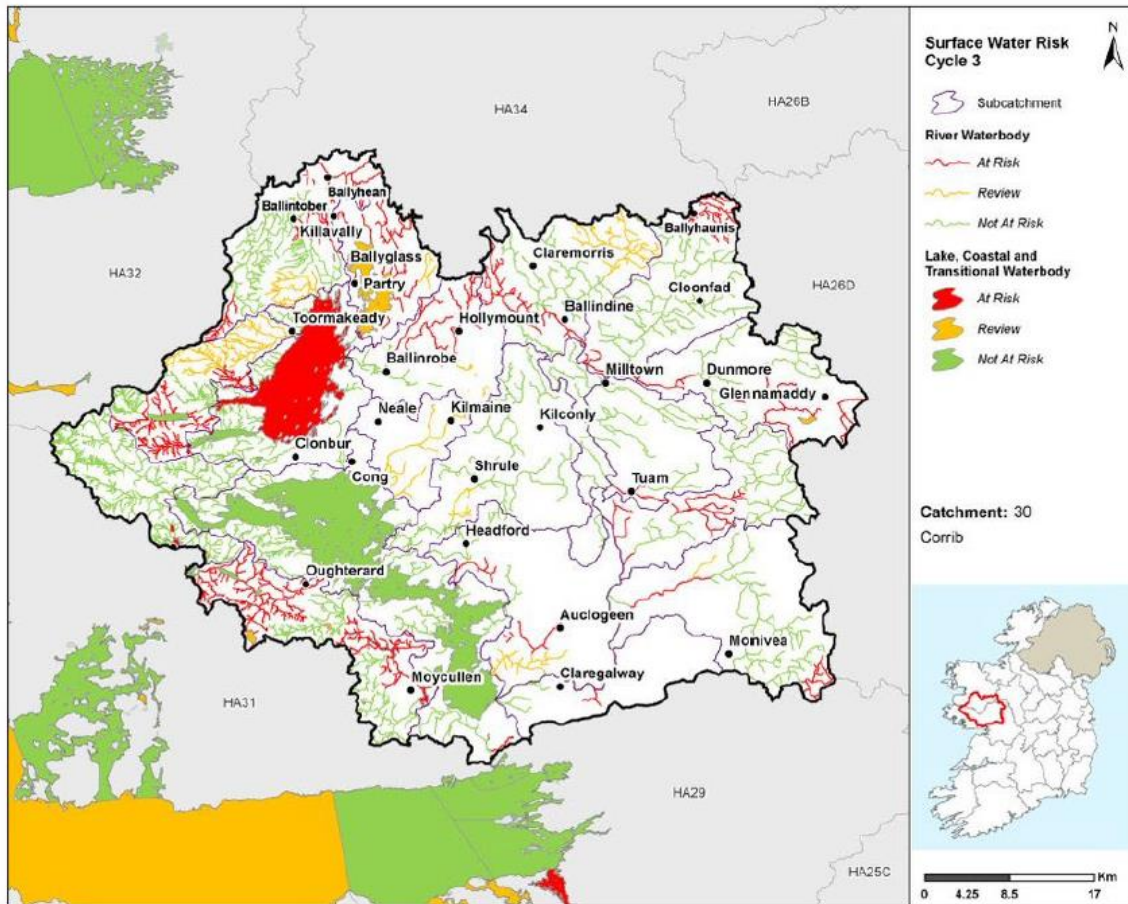 HA26B
HA34
HA32
HA26D
HA31
HA29
HA25C
Ballyhean
Ballintober
Killavally
Ballyhaunis
Ballyglass
Claremorris
Partry
Cloonfad
Toormakeady
Hollymount
Ballindine
Ballinrobe
Milltown
Dunmore
Glennamaddy
Neale
Kilmaine
Kilconly
Clonbur
Cong
Shrule
Tuam
Headford
Oughterard
Auclogeen
Monivea
Moycullen
Claregalway
Surface Water Risk
Cycle 3
N
Subcatchment
River Waterbody
At Risk
Review
Not At Risk
Lake, Coastal and
Transitional Waterbody
At Risk
Review
Not At Risk
Catchment: 30
Corrib
Km
0 4.25 8.5 17